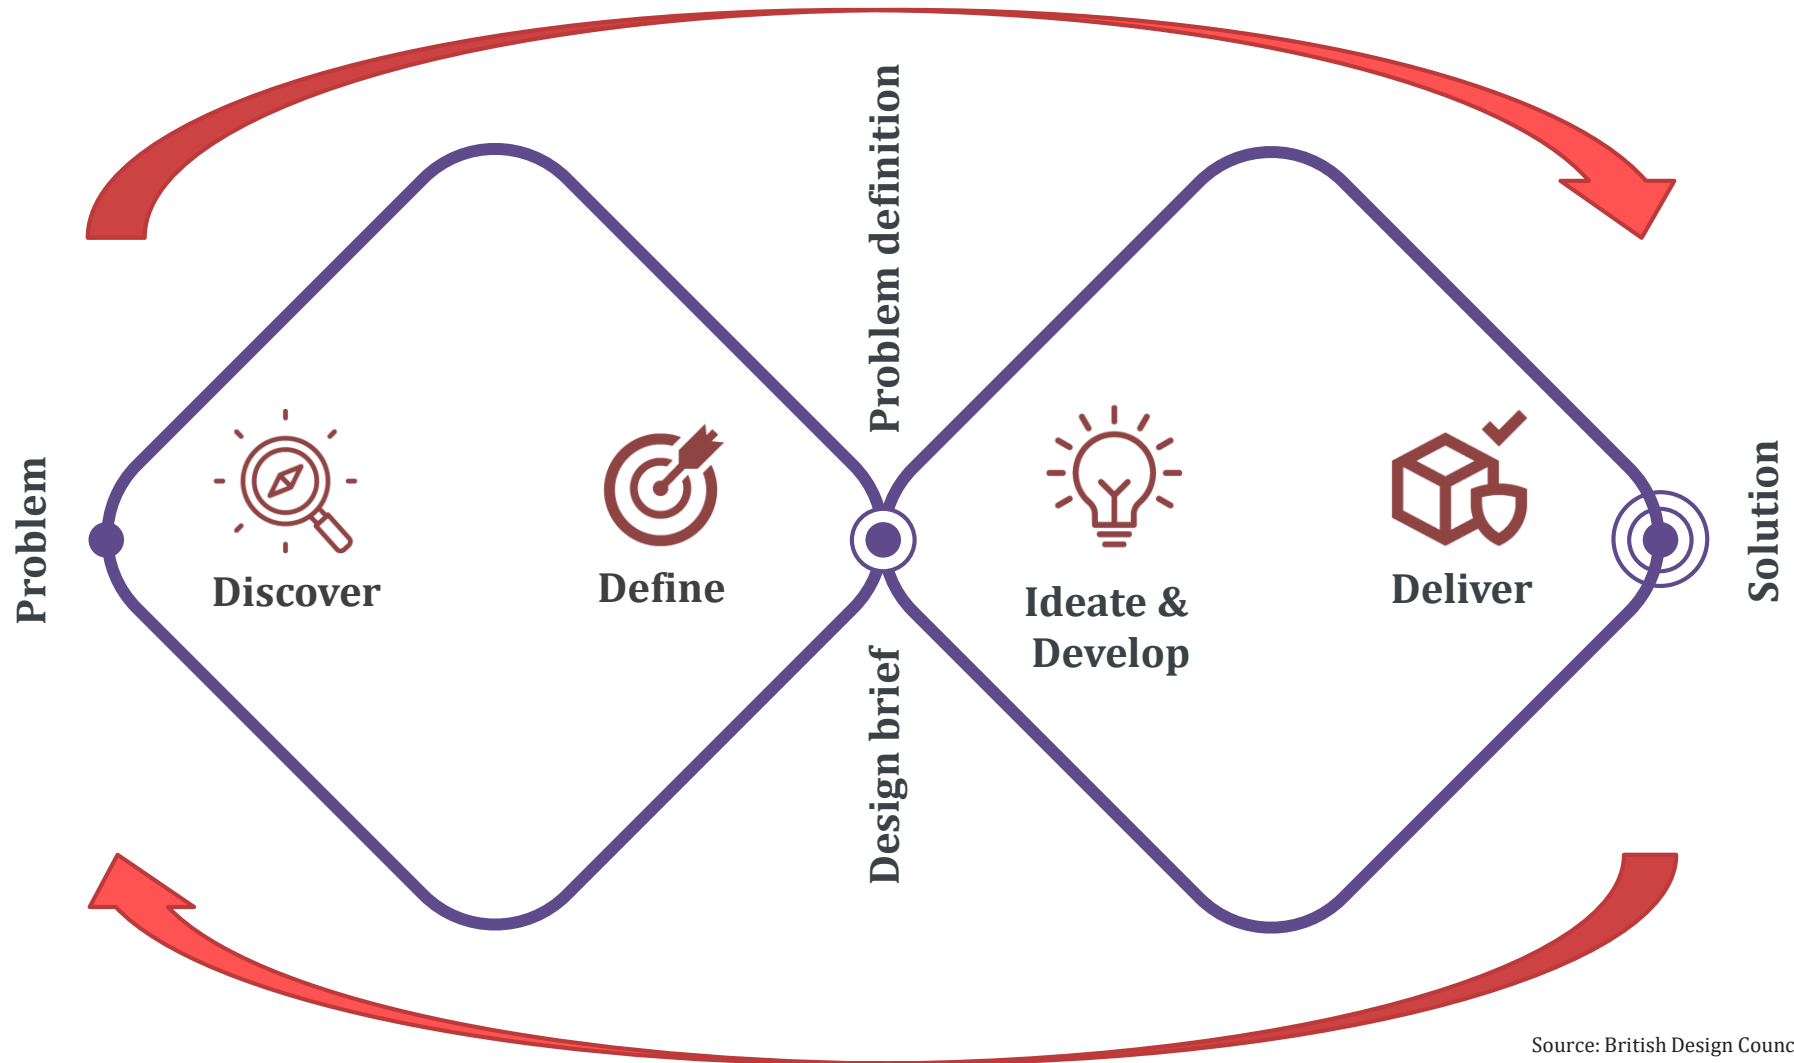 Problem
Discover
Define
Problem definition
Design brief
Ideate &
Develop
Deliver
Solution
Source: British Design Counc